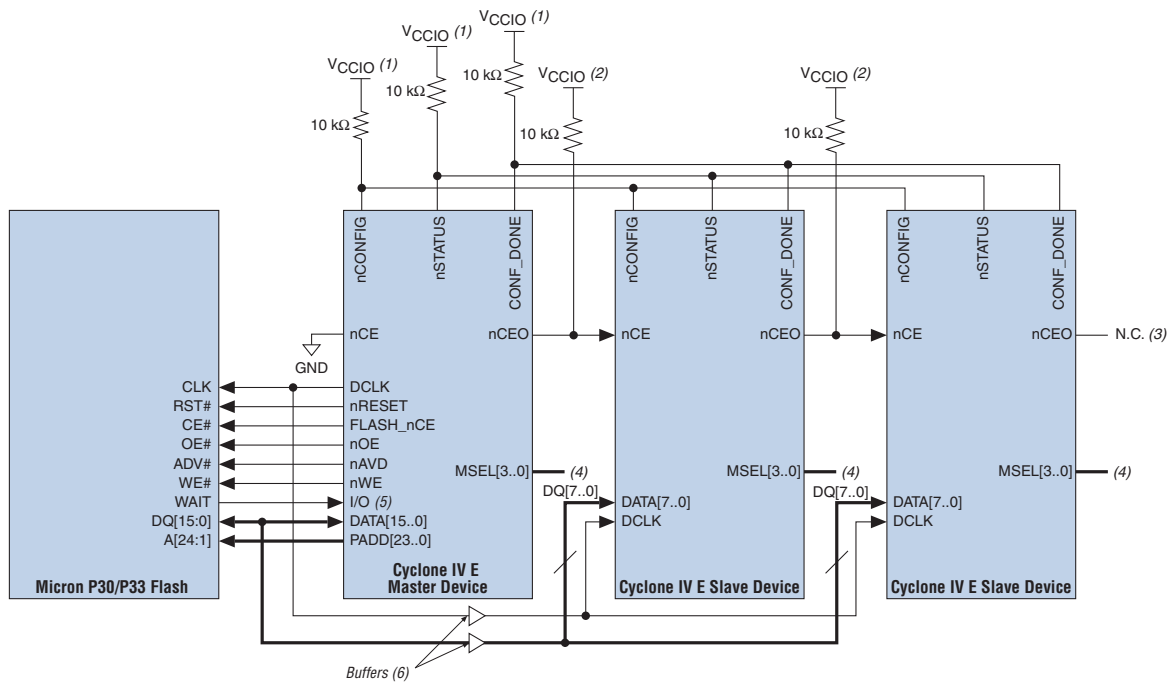 VCCIO (1)
VCCIO (1)
VCCIO (1)
VCCIO (2)
VCCIO (2)
10 kΩ
10 kΩ
10 kΩ
10 kΩ
10 kΩ
nCONFIG
nSTATUS
CONF_DONE
nCONFIG
nSTATUS
CONF_DONE
nCONFIG
nSTATUS
CONF_DONE
nCE
nCEO
nCE
nCEO
nCE
nCEO
N.C. (3)
GND
CLK
DCLK
RST#
nRESET
CE#
FLASH_nCE
OE#
nOE
ADV#
nAVD
MSEL[3..0]
(4)
MSEL[3..0]
(4)
MSEL[3..0]
(4)
WE#
nWE
DQ[7..0]
DQ[7..0]
WAIT
I/O (5)
DATA[7..0]
DATA[7..0]
DQ[15:0]
DATA[15..0]
DCLK
DCLK
A[24:1]
PADD[23..0]
Micron P30/P33 Flash
Cyclone IV E
Master Device
Cyclone IV E Slave Device
Cyclone IV E Slave Device
Buffers (6)